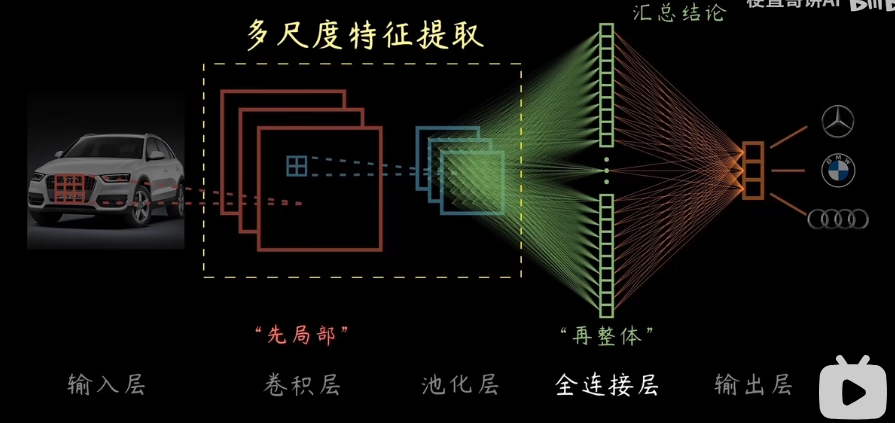 汇总结论
多尺度特征提取
“先局部”
“再整体”
输入层
卷积层
池化层
全连接层
输出层